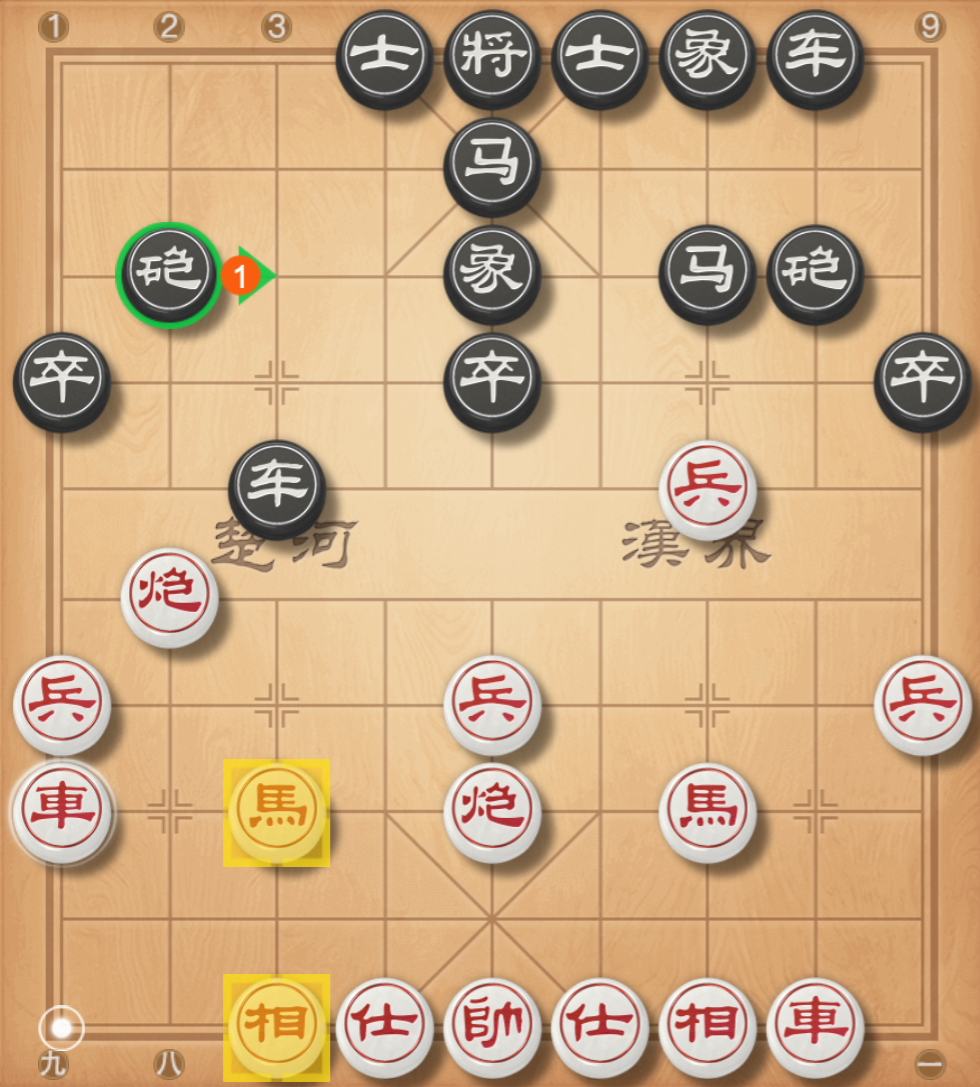 1 2 3 9
士 将 士 象 车
马
砲 1 象 马 砲
卒 卒 卒
车 兵
楚河 漢界
炮
兵 兵 兵
車 馬 炮 馬
相 仕 帥 仕 相 車
九 八 一